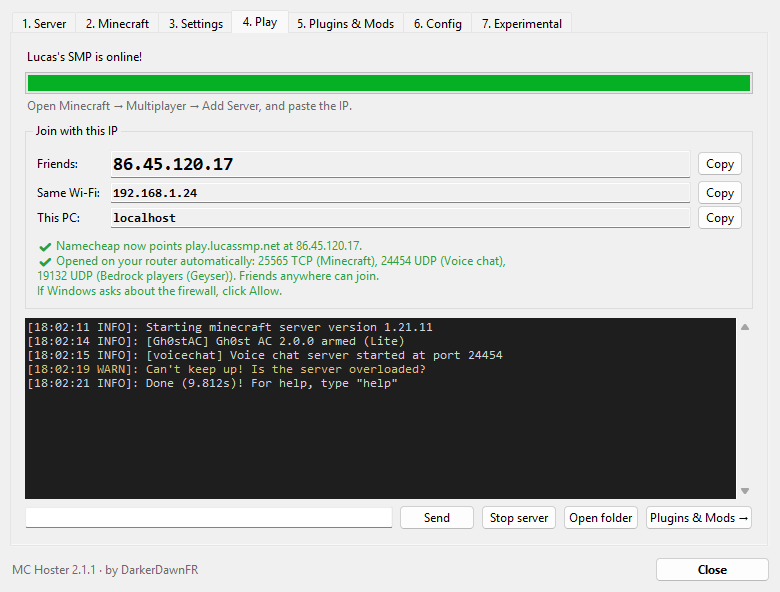 1. Server
2. Minecraft
3. Settings
4. Play
5. Plugins & Mods
6. Config
7. Experimental
Lucas's SMP is online!
Open Minecraft → Multiplayer → Add Server, and paste the IP.
Join with this IP
Friends: 86.45.120.17 Copy
Same Wi-Fi: 192.168.1.24 Copy
This PC: localhost Copy
✔ Namecheap now points play.lucassmp.net at 86.45.120.17.
✔ Opened on your router automatically: 25565 TCP (Minecraft), 24454 UDP (Voice chat),
19132 UDP (Bedrock players (Geyser)). Friends anywhere can join.
If Windows asks about the firewall, click Allow.
[18:02:11 INFO]: Starting minecraft server version 1.21.11
[18:02:14 INFO]: [Gh0stAC] Gh0st AC 2.0.0 armed (Lite)
[18:02:15 INFO]: [voicechat] Voice chat server started at port 24454
[18:02:19 WARN]: Can't keep up! Is the server overloaded?
[18:02:21 INFO]: Done (9.812s)! For help, type "help"
Send
Stop server
Open folder
Plugins & Mods →
MC Hoster 2.1.1 · by DarkerDawnFR
Close